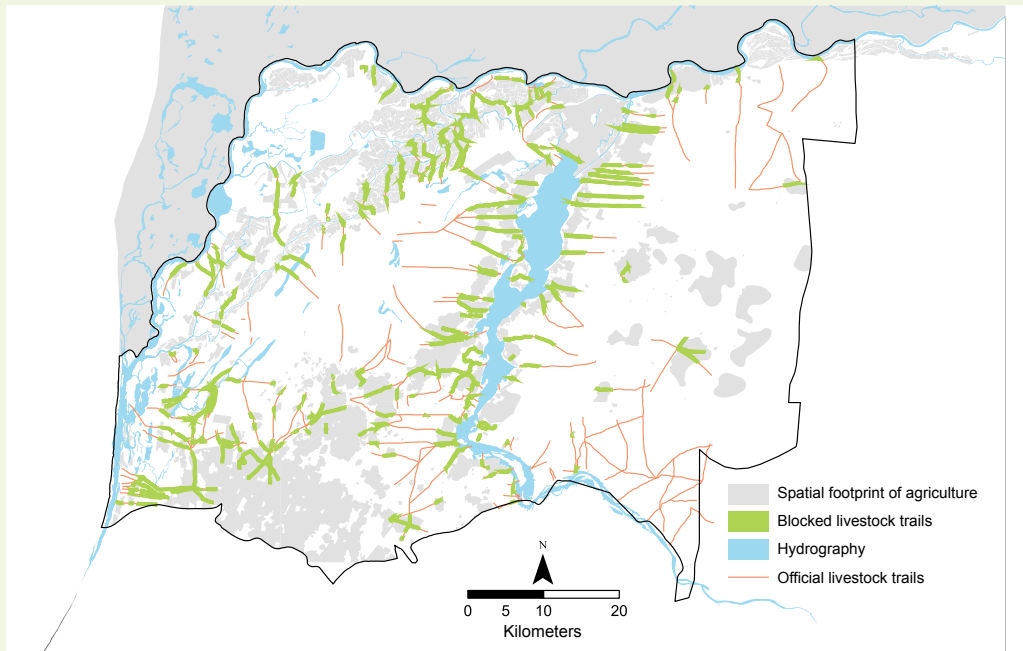 Spatial footprint of agriculture
Blocked livestock trails
Hydrography
Official livestock trails
N
0 5 10 20
Kilometers